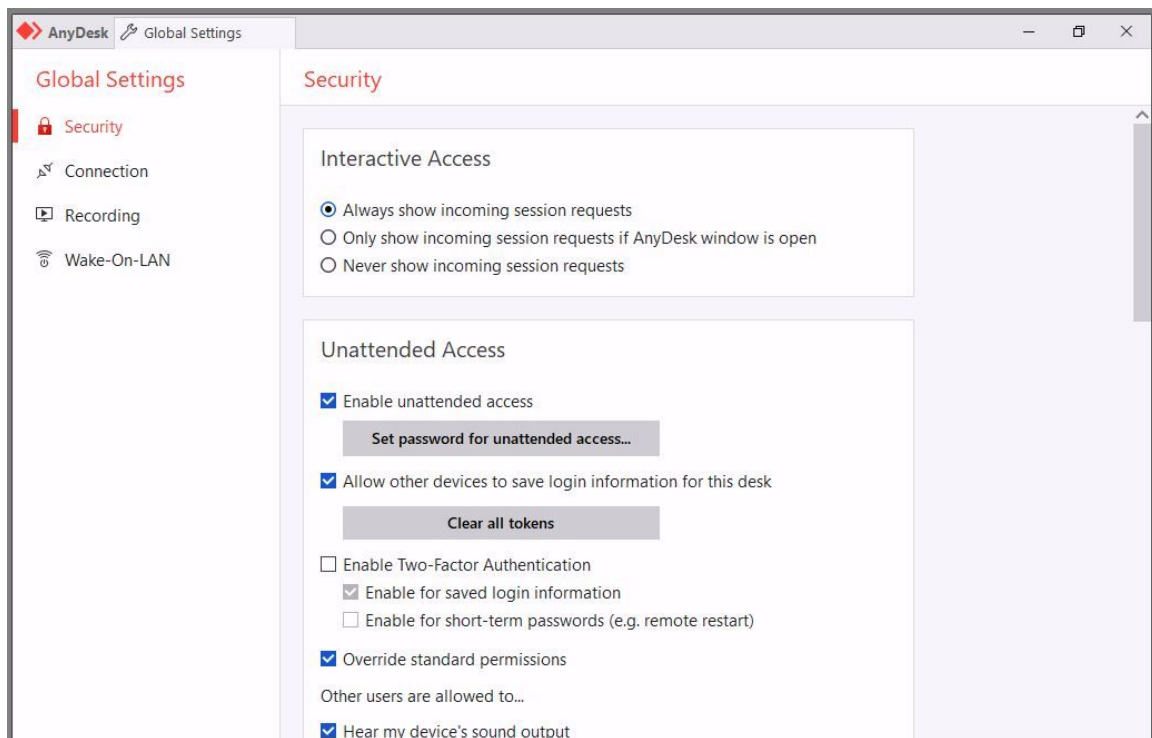 AnyDesk Global Settings
Global Settings
Security
Connection
Recording
Wake-On-LAN
Security
Interactive Access
Always show incoming session requests
Only show incoming session requests if AnyDesk window is open
Never show incoming session requests
Unattended Access
Enable unattended access
Set password for unattended access...
Allow other devices to save login information for this desk
Clear all tokens
Enable Two-Factor Authentication
Enable for saved login information
Enable for short-term passwords (e.g. remote restart)
Override standard permissions
Other users are allowed to...
Hear my device's sound output